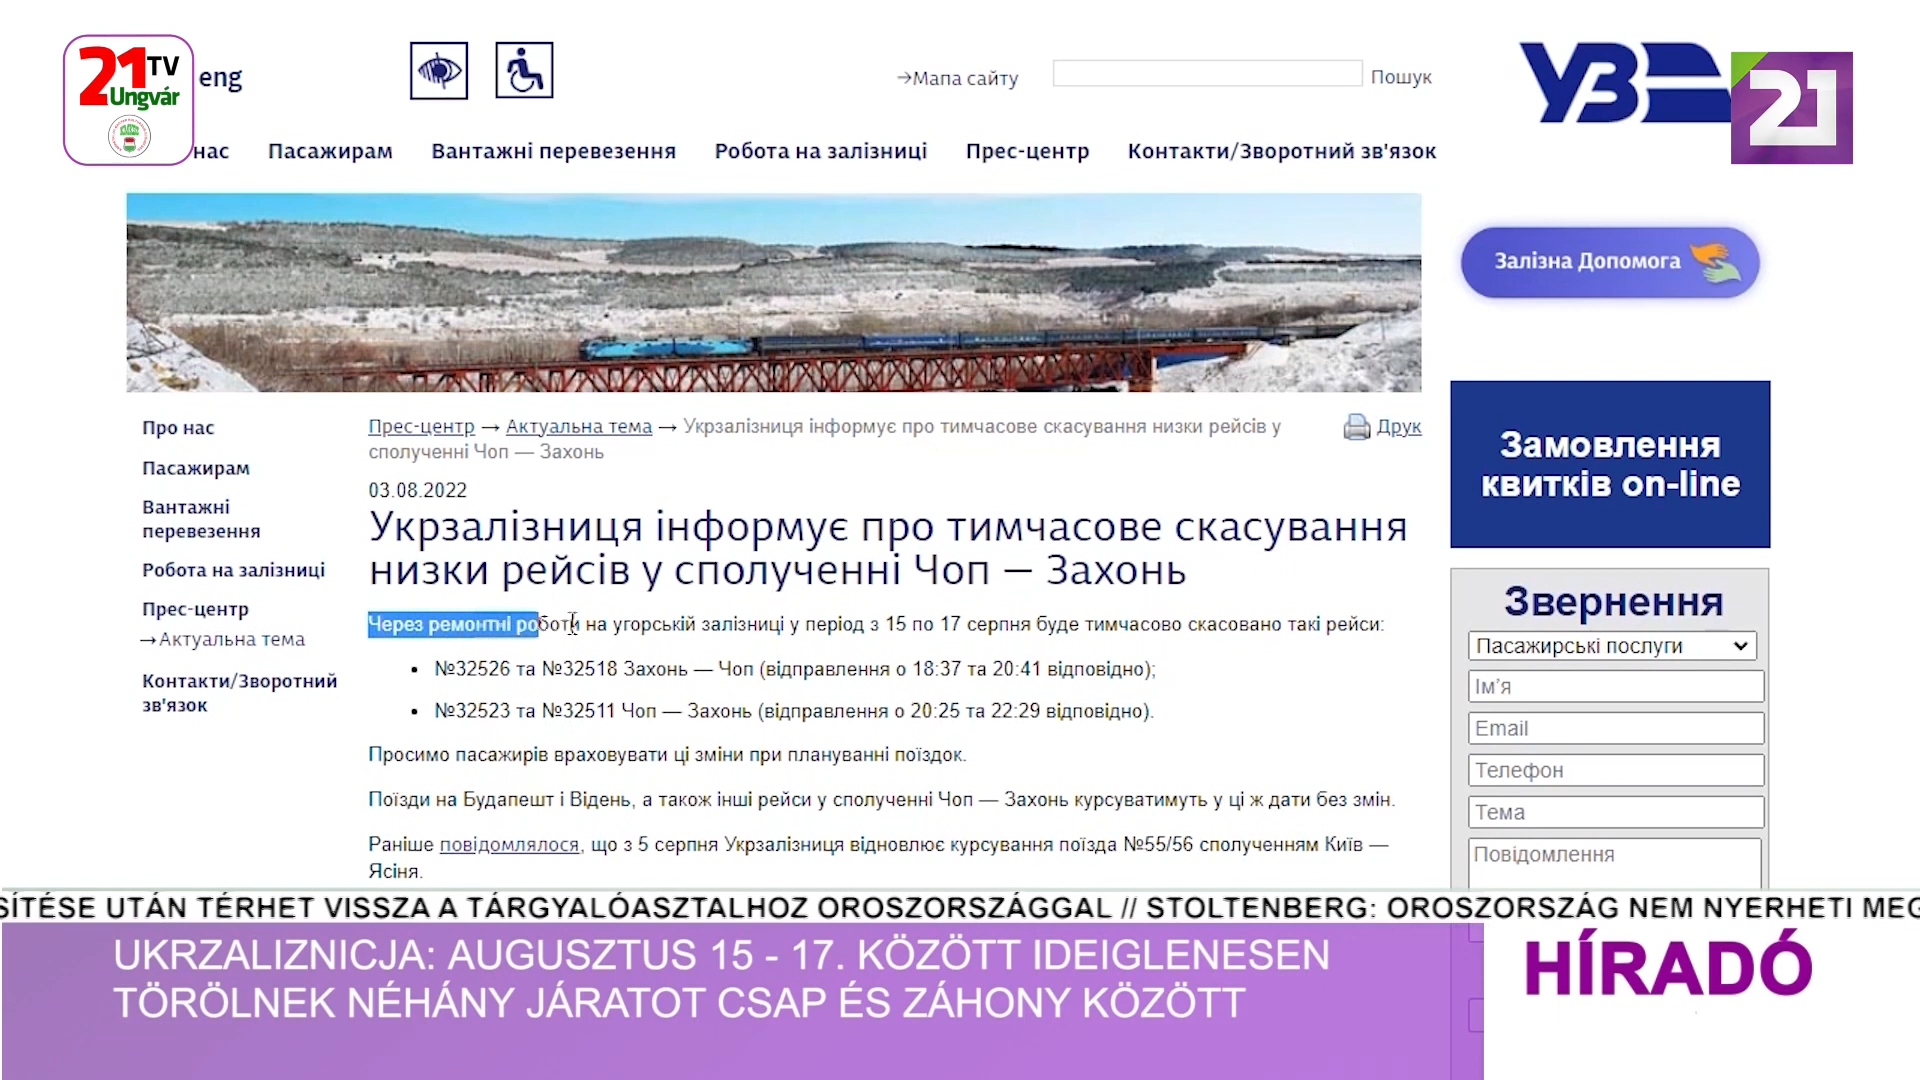 21 TV
Ungvár
eng
→Мапа сайту
Пошук
УЗ
21
нас
Пасажирам
Вантажні перевезення
Робота на залізниці
Прес-центр
Контакти/Зворотний зв'язок
Залізна Допомога
Про нас
Пасажирам
Вантажні
перевезення
Робота на залізниці
Прес-центр
→Актуальна тема
Контакти/Зворотний
зв'язок
Прес-центр → Актуальна тема → Укрзалізниця інформує про тимчасове скасування низки рейсів у
сполученні Чоп — Захонь
Друк
03.08.2022
Укрзалізниця інформує про тимчасове скасування
низки рейсів у сполученні Чоп — Захонь
Через ремонтні роботи на угорській залізниці у період з 15 по 17 серпня буде тимчасово скасовано такі рейси:
• №32526 та №32518 Захонь — Чоп (відправлення о 18:37 та 20:41 відповідно);
• №32523 та №32511 Чоп — Захонь (відправлення о 20:25 та 22:29 відповідно).
Просимо пасажирів враховувати ці зміни при плануванні поїздок.
Поїзди на Будапешт і Відень, а також інші рейси у сполученні Чоп — Захонь курсуватимуть у ці ж дати без змін.
Раніше повідомлялося, що з 5 серпня Укрзалізниця відновлює курсування поїзда №55/56 сполученням Київ —
Ясіня.
Замовлення
квитків on-line
Звернення
Пасажирські послуги
Ім'я
Email
Телефон
Тема
Повідомлення
SÍTÉSE UTÁN TÉRHET VISSZA A TÁRGYALÓASZTALHOZ OROSZORSZÁGGAL // STOLTENBERG: OROSZORSZÁG NEM NYERHETI MEG
UKRZALIZNICJA: AUGUSZTUS 15 - 17. KÖZÖTT IDEIGLENESEN
TÖRÖLNEK NÉHÁNY JÁRATOT CSAP ÉS ZÁHONY KÖZÖTT
HÍRADÓ